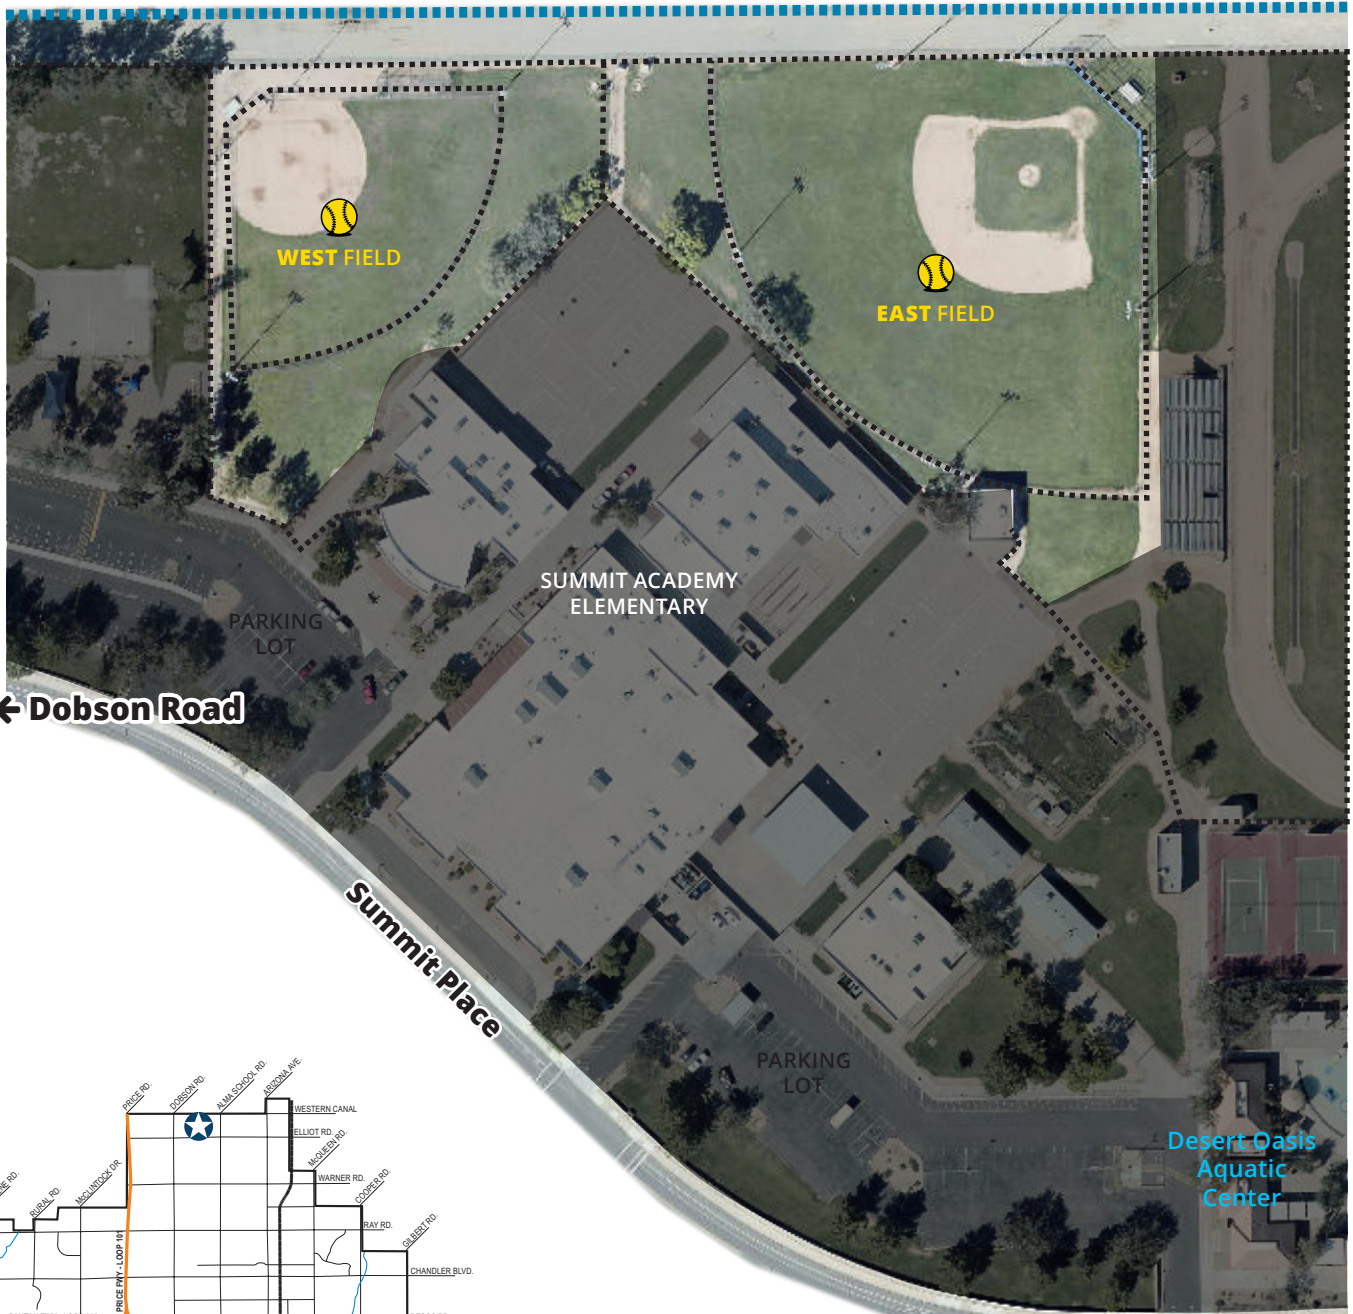 WEST FIELD
EAST FIELD
SUMMIT ACADEMY
ELEMENTARY
PARKING
LOT
← Dobson Road
Summit Place
PARKING
LOT
Desert Oasis
Aquatic
Center
PRICE RD.
DOBSON RD.
ALMA SCHOOL RD.
ARIZONA AVE.
WESTERN CANAL
ELLIOT RD.
McQUEEN RD.
WARNER RD.
COOPER RD.
RURAL RD.
McCLINTOCK DR.
RAY RD.
GILBERT RD.
PRICE FWY - LOOP 101
CHANDLER BLVD.